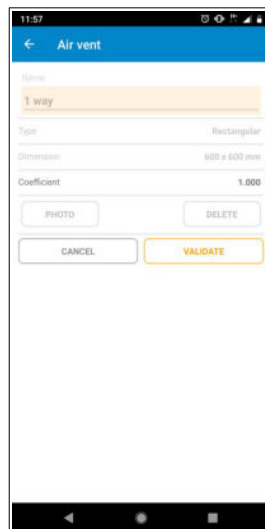 11:57
Air vent
Name
1 way
Type Rectangular
Dimension 600 x 600 mm
Coefficient 1.000
PHOTO DELETE
CANCEL VALIDATE